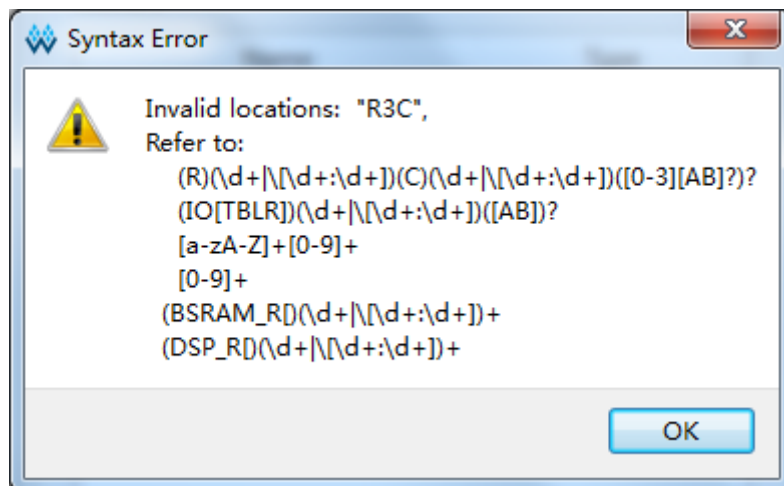 Syntax Error
Invalid locations: "R3C",
Refer to:
(R)(\d+|\[\d+:\d+])(C)(\d+|\[\d+:\d+])([0-3][AB]?)?
(IO[TBLR])(\d+|\[\d+:\d+])([AB])?
[a-zA-Z]+[0-9]+
[0-9]+
(BSRAM_R[)(\d+|\[\d+:\d+])+
(DSP_R[)(\d+|\[\d+:\d+])+
OK